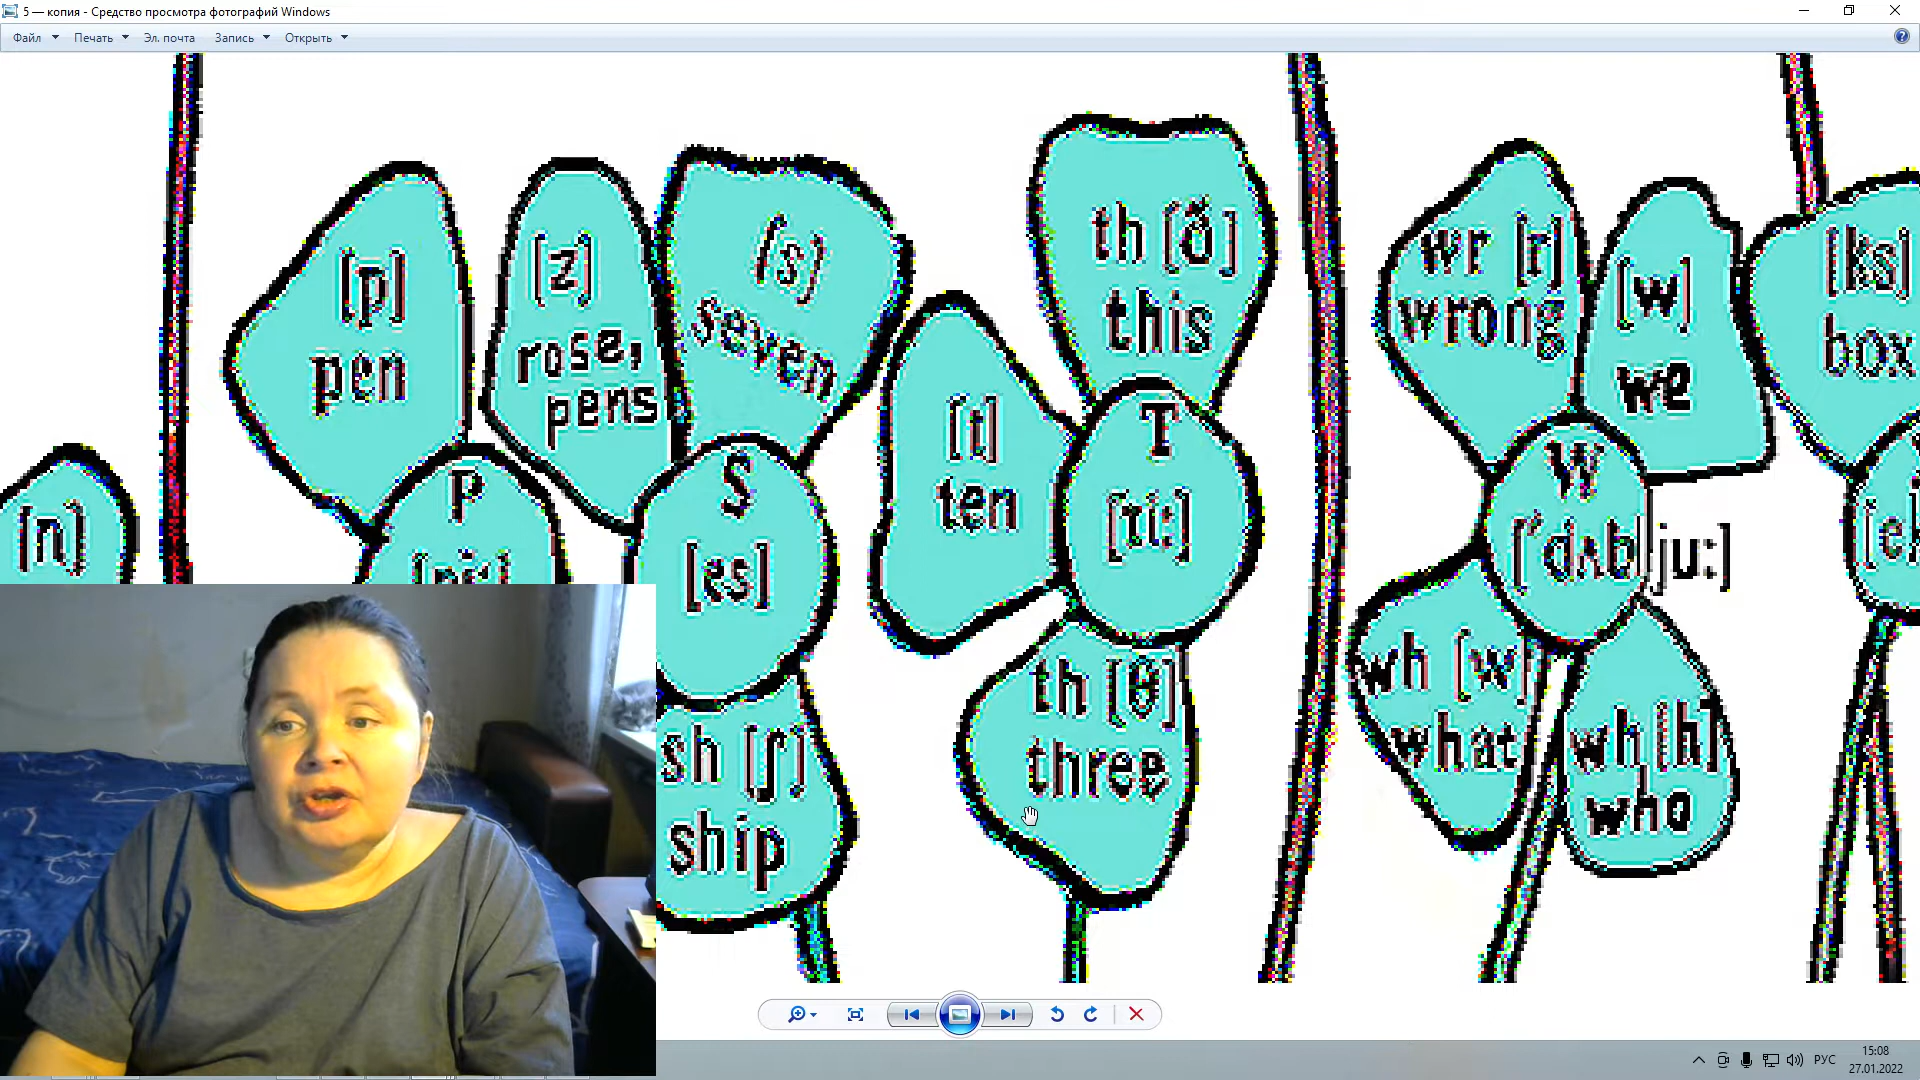 5 — копия - Средство просмотра фотографий Windows
Файл Печать Эл. почта Запись Открыть
[p]
pen
[z]
rose,
pens
[s]
seven
th [ð]
this
wr [r]
wrong
[w]
we
[ks]
box
[n]
P
S
[es]
[t]
ten
T
[ti:]
W
['dʌblju:]
sh [ʃ]
ship
th [θ]
three
wh [w]
what
wh [h]
who
РУС
15:08
27.01.2022